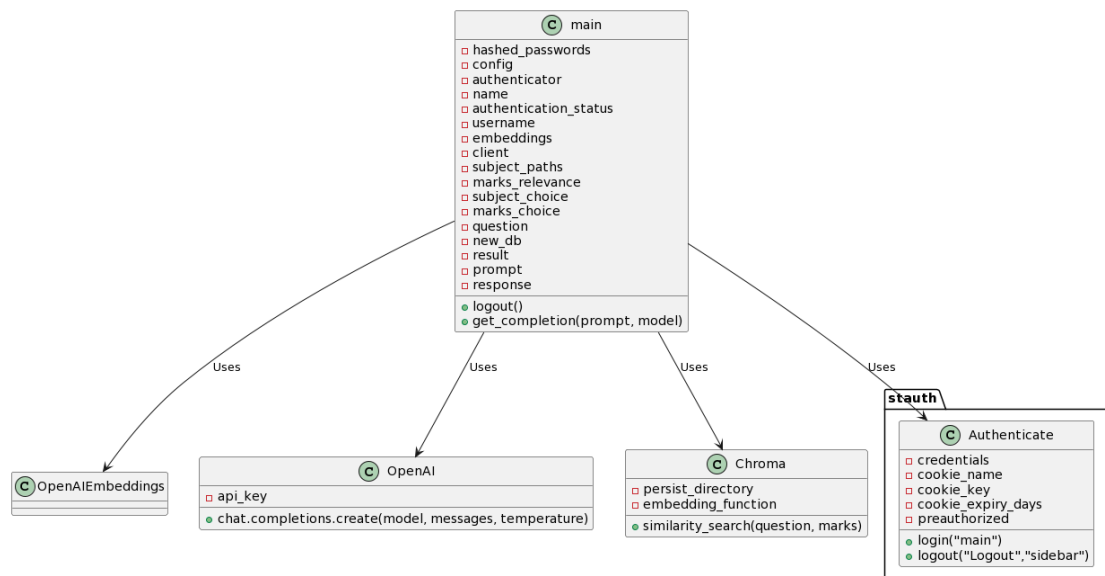 C main
hashed_passwords
config
authenticator
name
authentication_status
username
embeddings
client
subject_paths
marks_relevance
subject_choice
marks_choice
question
new_db
result
prompt
response
logout()
get_completion(prompt, model)
Uses
Uses
Uses
Uses
stauth
C OpenAIEmbeddings
C OpenAI
api_key
chat.completions.create(model, messages, temperature)
C Chroma
persist_directory
embedding_function
similarity_search(question, marks)
C Authenticate
credentials
cookie_name
cookie_key
cookie_expiry_days
preauthorized
login("main")
logout("Logout","sidebar")